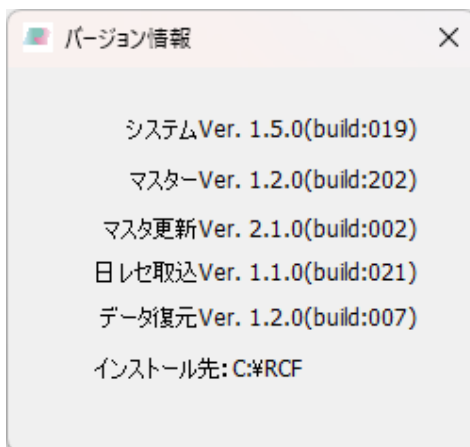 バージョン情報
システムVer. 1.5.0(build:019)
マスターVer. 1.2.0(build:202)
マスタ更新Ver. 2.1.0(build:002)
日レセ取込Ver. 1.1.0(build:021)
データ復元Ver. 1.2.0(build:007)
インストール先: C:¥RCF